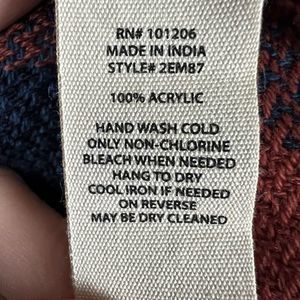 RN# 101206
MADE IN INDIA
STYLE# 2EM87
100% ACRYLIC
HAND WASH COLD
ONLY NON-CHLORINE
BLEACH WHEN NEEDED
HANG TO DRY
COOL IRON IF NEEDED
ON REVERSE
MAY BE DRY CLEANED